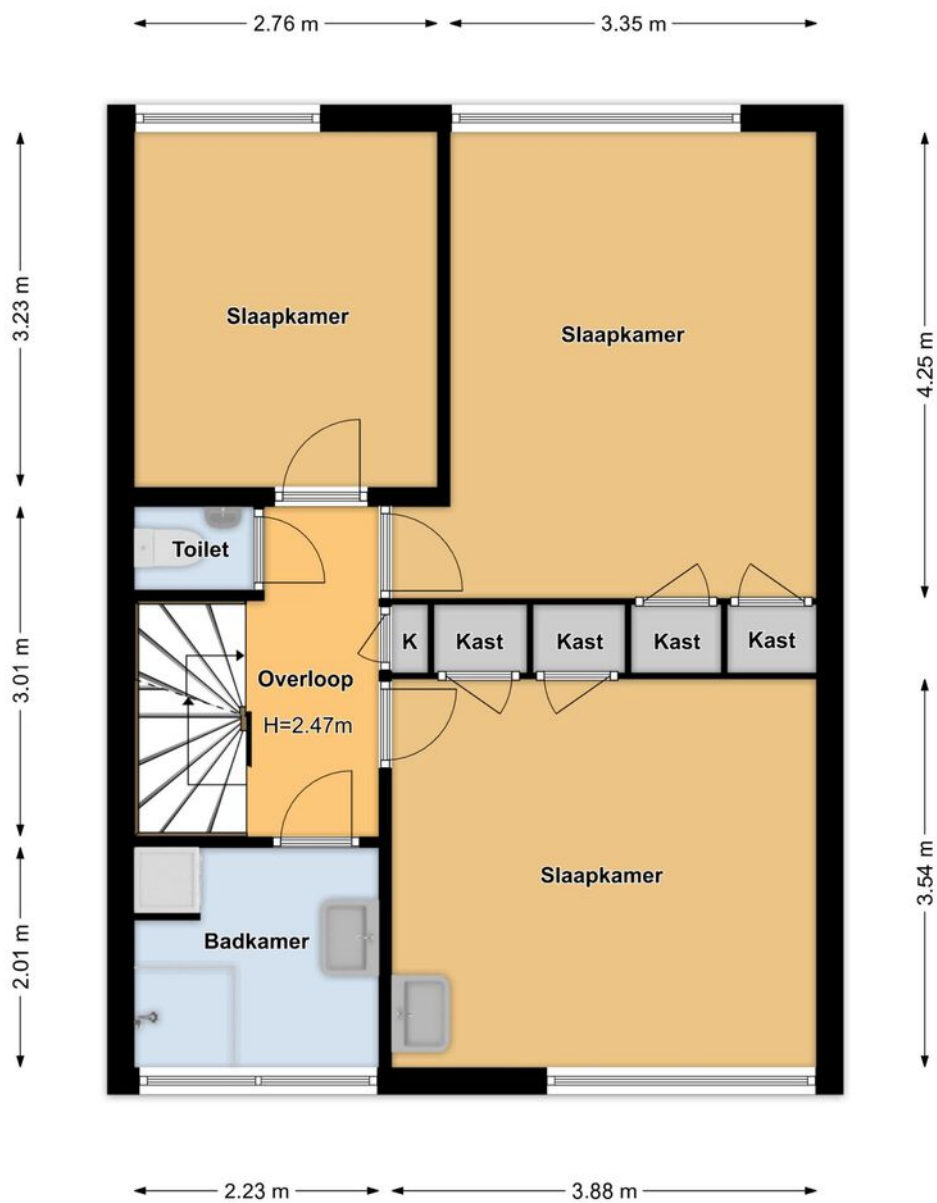 2.76 m
3.35 m
3.23 m
Slaapkamer
Slaapkamer
4.25 m
Toilet
3.01 m
K
Kast
Kast
Kast
Kast
Overloop
H=2.47m
Slaapkamer
3.54 m
2.01 m
Badkamer
2.23 m
3.88 m